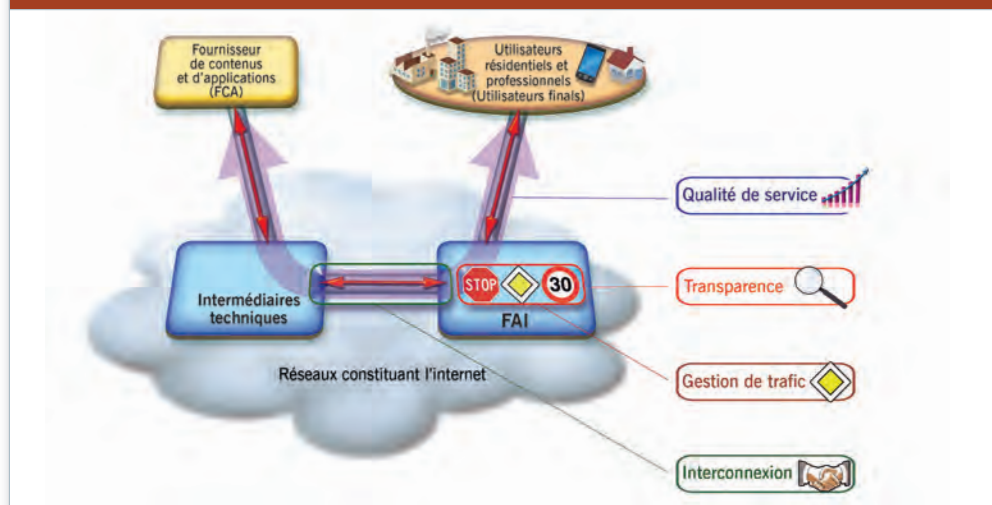 Fournisseur
de contenus
et d'applications
(FCA)
Utilisateurs
résidentiels et
professionnels
(Utilisateurs finals)
Qualité de service
Intermédiaires
techniques
STOP
30
FAI
Transparence
Réseaux constituant l'internet
Gestion de trafic
Interconnexion